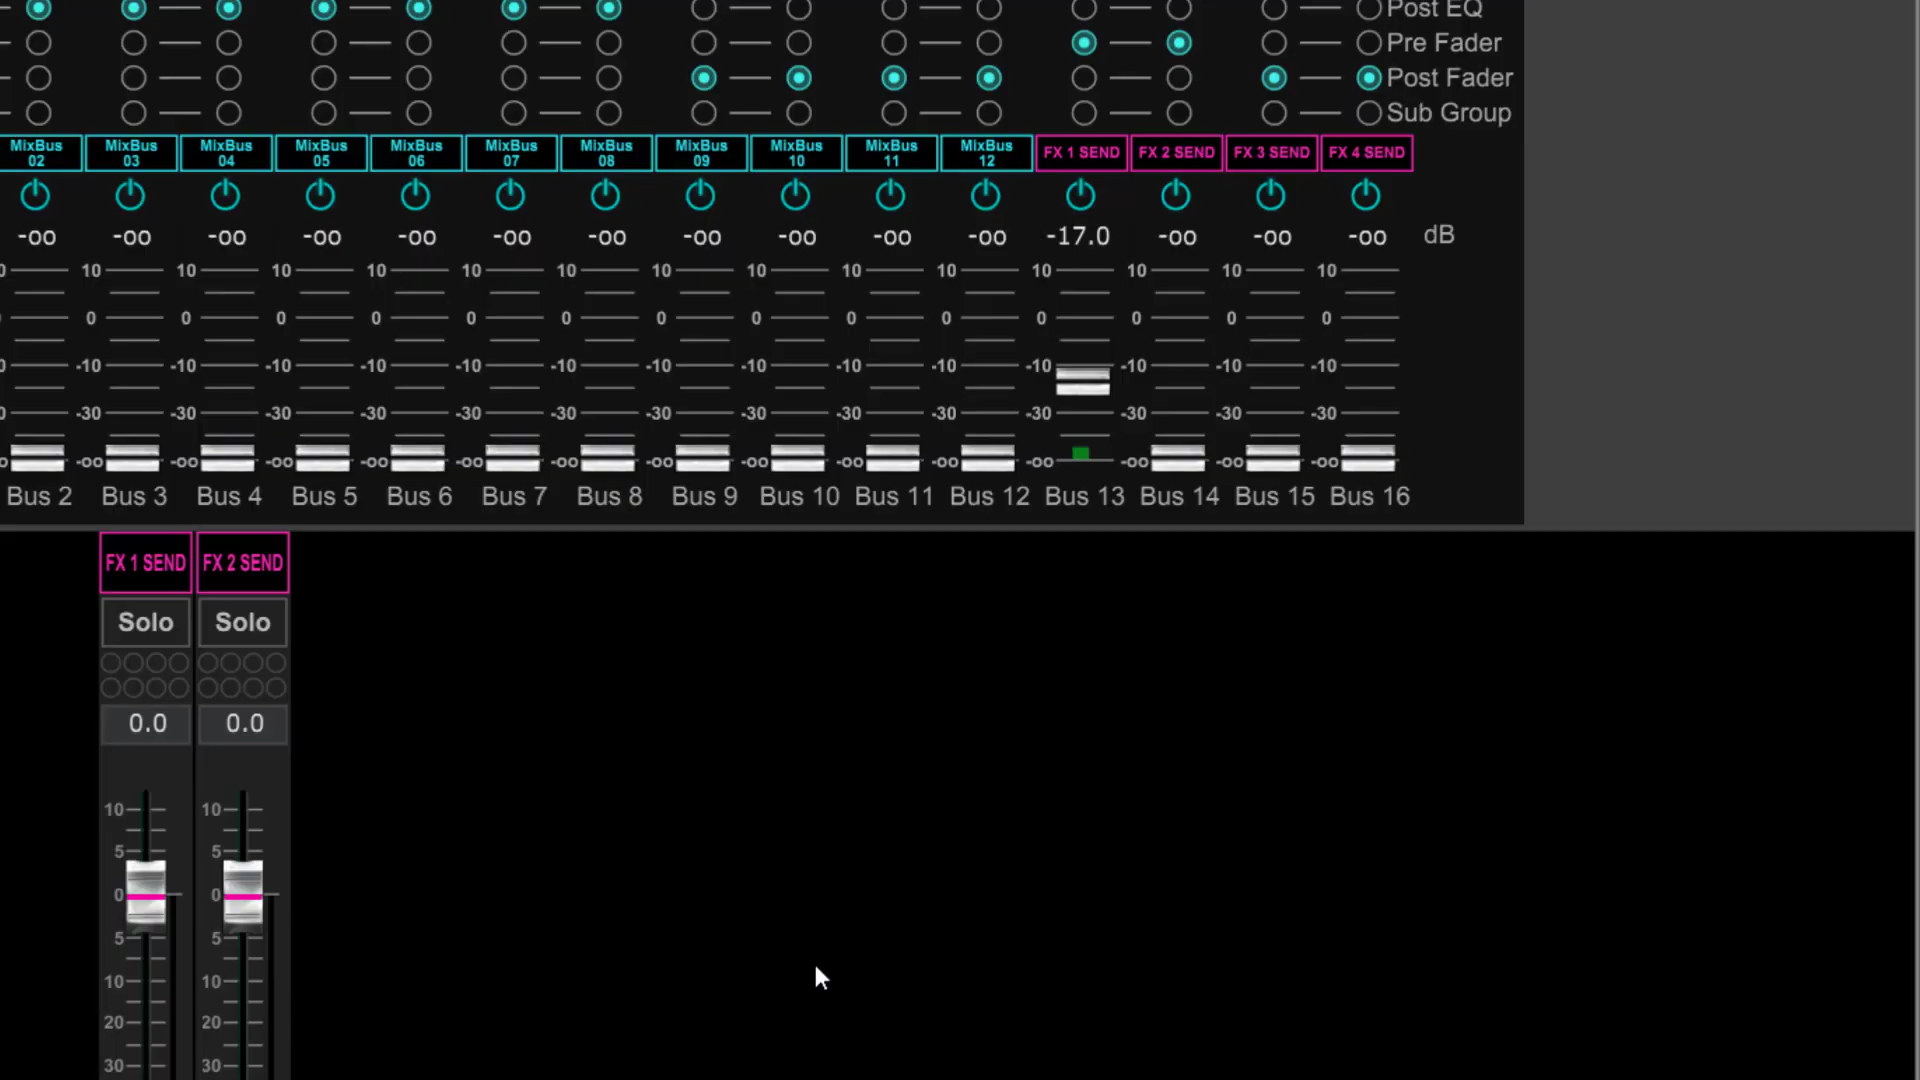 Post EQ
Pre Fader
Post Fader
Sub Group
MixBus 02 MixBus 03 MixBus 04 MixBus 05 MixBus 06 MixBus 07 MixBus 08 MixBus 09 MixBus 10 MixBus 11 MixBus 12 FX 1 SEND FX 2 SEND FX 3 SEND FX 4 SEND
-oo -oo -oo -oo -oo -oo -oo -oo -oo -oo -oo -17.0 -oo -oo -oo dB
0 10 10 10 10 10 10 10 10 10 10 10 10 10 10
0 0 0 0 0 0 0 0 0 0 0 0 0 0
0 -10 -10 -10 -10 -10 -10 -10 -10 -10 -10 -10 -10 -10 -10
0 -30 -30 -30 -30 -30 -30 -30 -30 -30 -30 -30 -30 -30 -30
o -oo -oo -oo -oo -oo -oo -oo -oo -oo -oo -oo -oo -oo -oo
Bus 2 Bus 3 Bus 4 Bus 5 Bus 6 Bus 7 Bus 8 Bus 9 Bus 10 Bus 11 Bus 12 Bus 13 Bus 14 Bus 15 Bus 16
FX 1 SEND FX 2 SEND
Solo Solo
0.0 0.0
10 10
5 5
0 0
5 5
10 10
20 20
30 30